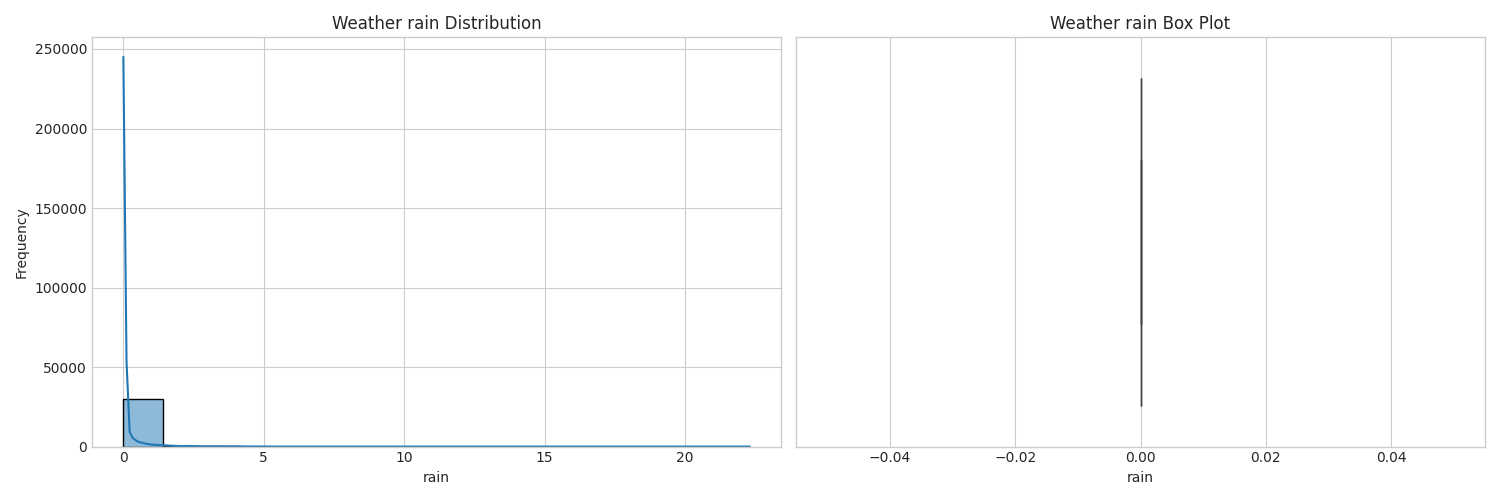 Weather rain Distribution
Frequency
250000
200000
150000
100000
50000
0
0 5 10 15 20
rain
Weather rain Box Plot
−0.04 −0.02 0.00 0.02 0.04
rain